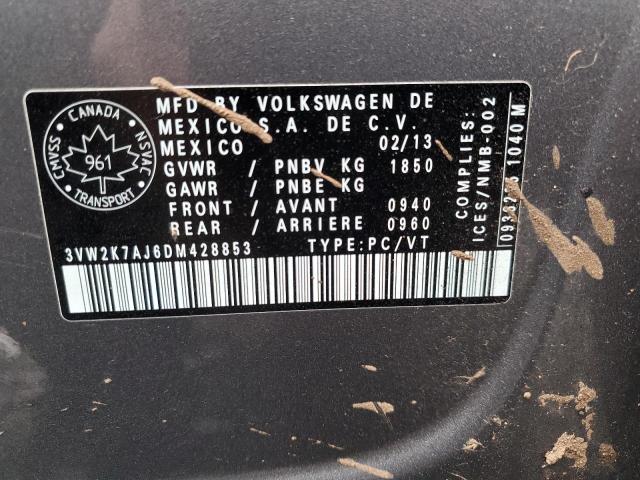 CANADA
CMVSS
NSVAC
961
TRANSPORT
MFD BY VOLKSWAGEN DE
MEXICO S.A. DE C.V.
MEXICO 02/13
GVWR / PNBV KG 1850
GAWR / PNBE KG
FRONT / AVANT 0940
REAR / ARRIERE 0960
3VW2K7AJ6DM428853 TYPE:PC/VT
COMPLIES:
ICES/NMB-002
1040 M